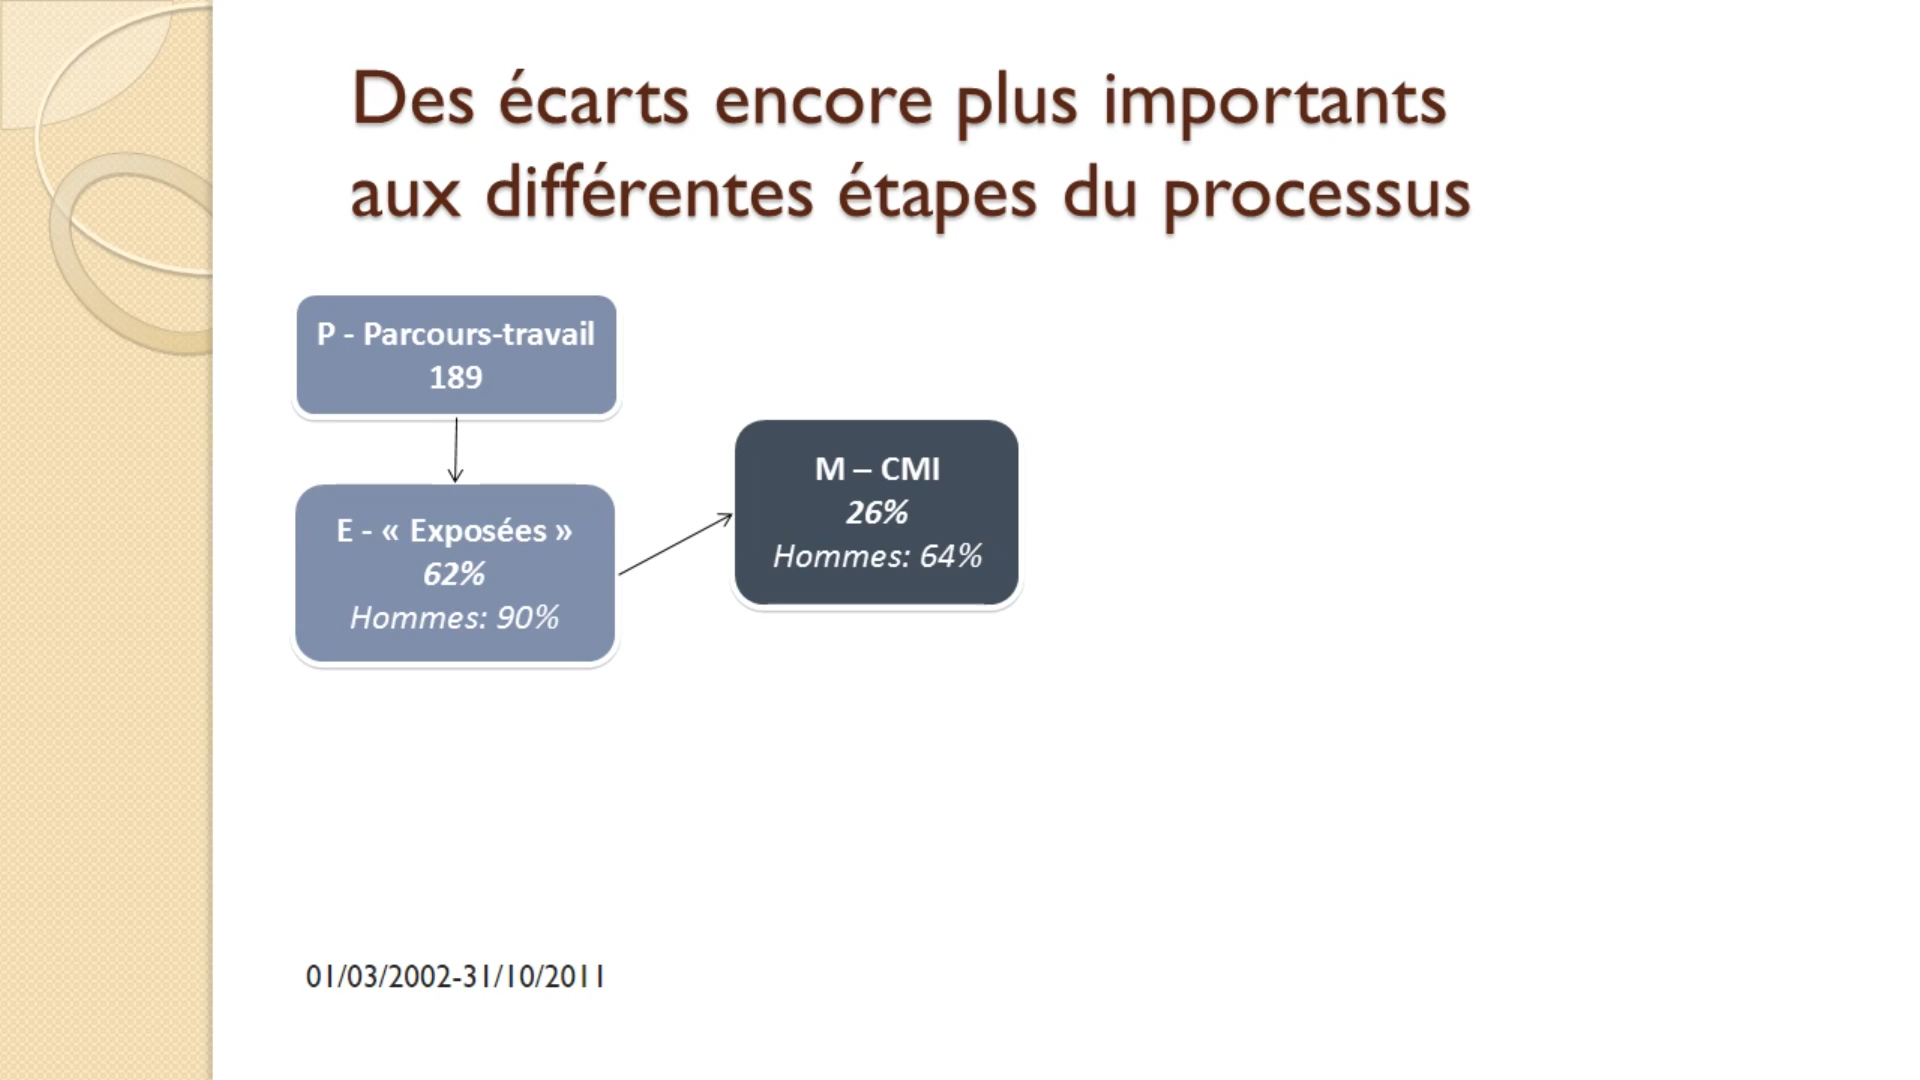 Des écarts encore plus importants
aux différentes étapes du processus
P - Parcours-travail
189
E - « Exposées »
62%
Hommes: 90%
M – CMI
26%
Hommes: 64%
01/03/2002-31/10/2011